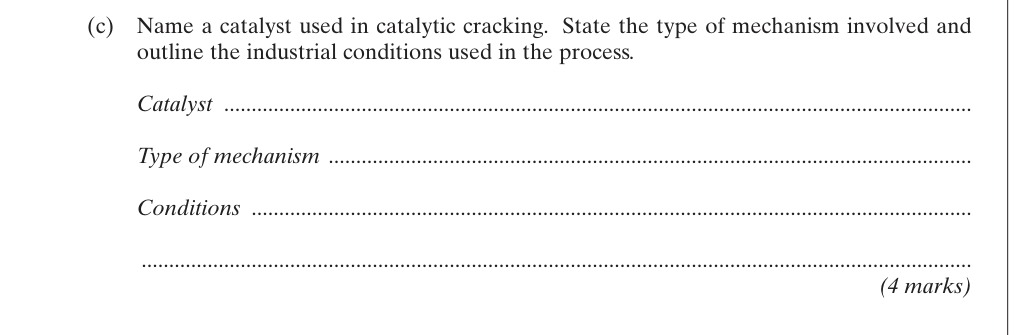 (c) Name a catalyst used in catalytic cracking. State the type of mechanism involved and
outline the industrial conditions used in the process.
Catalyst ................................................................
Type of mechanism ................................................................
Conditions ................................................................
................................................................
(4 marks)